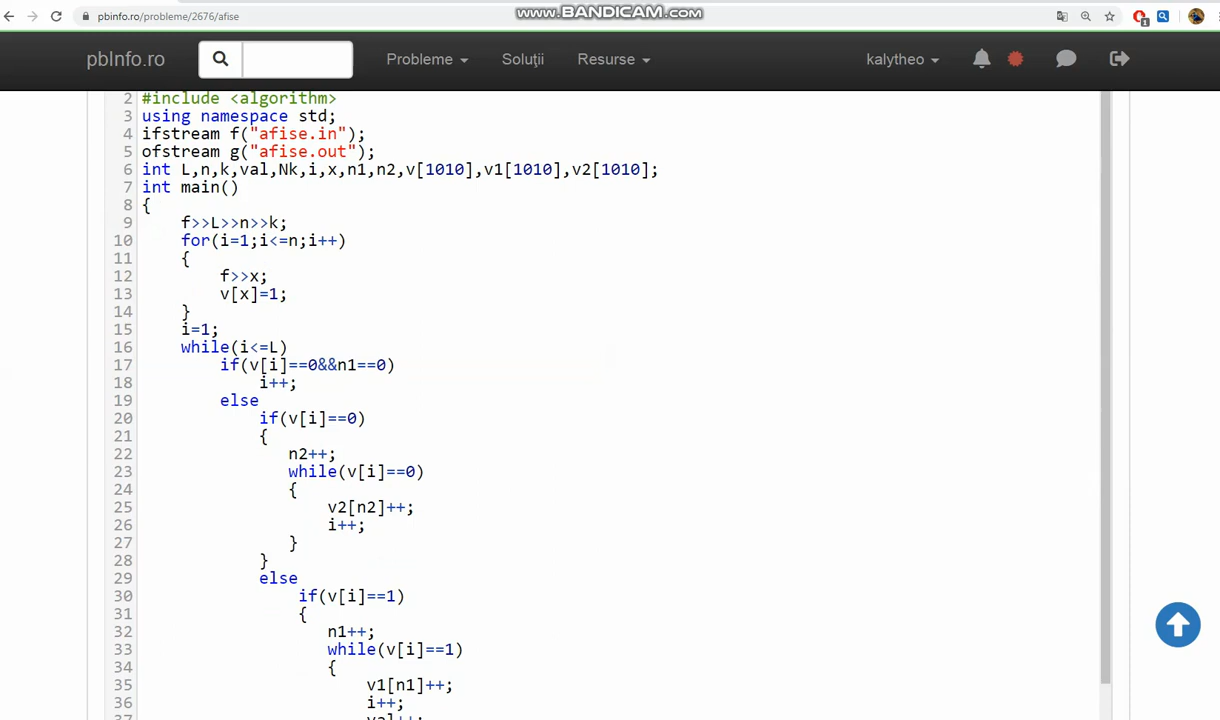 www.BANDICAM.com
pbinfo.ro/probleme/2676/afise
pbInfo.ro
Probleme
Soluții
Resurse
kalytheo
2 #include <algorithm>
3 using namespace std;
4 ifstream f("afise.in");
5 ofstream g("afise.out");
6 int L,n,k,val,Nk,i,x,n1,n2,v[1010],v1[1010],v2[1010];
7 int main()
8 {
9 f>>L>>n>>k;
10 for(i=1;i<=n;i++)
11 {
12 f>>x;
13 v[x]=1;
14 }
15 i=1;
16 while(i<=L)
17 if(v[i]==0&&n1==0)
18 i++;
19 else
20 if(v[i]==0)
21 {
22 n2++;
23 while(v[i]==0)
24 {
25 v2[n2]++;
26 i++;
27 }
28 }
29 else
30 if(v[i]==1)
31 {
32 n1++;
33 while(v[i]==1)
34 {
35 v1[n1]++;
36 i++;
37 val++;